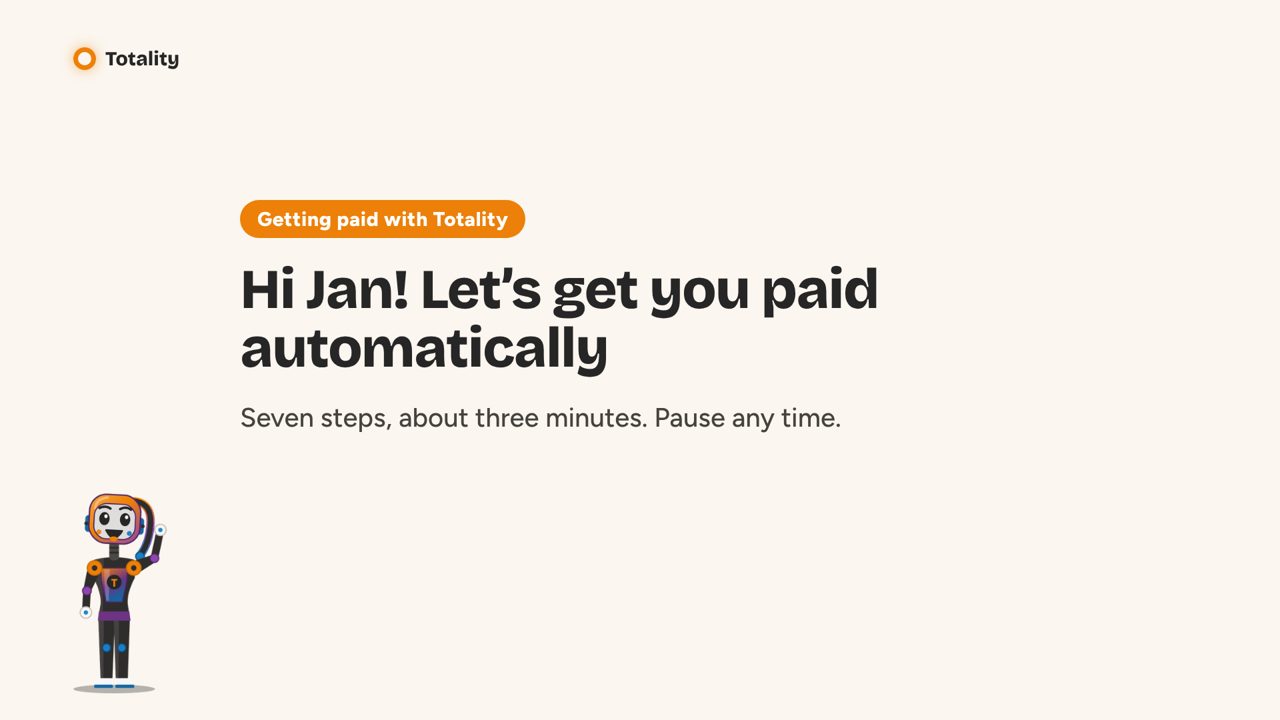 Totality
Getting paid with Totality
Hi Jan! Let’s get you paid
automatically
Seven steps, about three minutes. Pause any time.
T